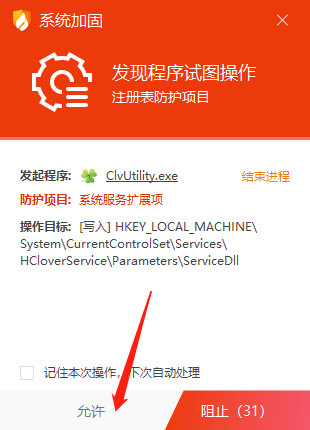 系统加固
发现程序试图操作
注册表防护项目
发起程序: ClvUtility.exe 结束进程
防护项目: 系统服务扩展项
操作目标: [写入] HKEY_LOCAL_MACHINE\
System\CurrentControlSet\Services\
HCloverService\Parameters\ServiceDll
记住本次操作，下次自动处理
允许 阻止（31）